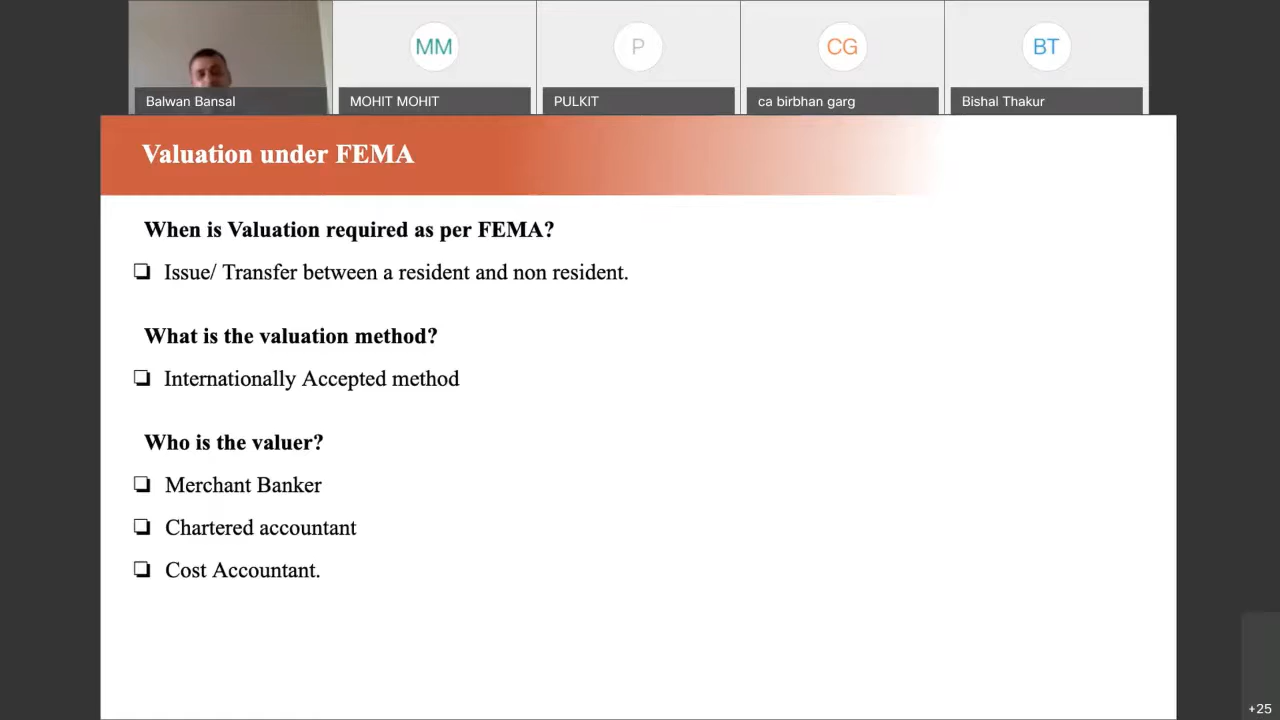 MM
P
CG
BT
Balwan Bansal
MOHIT MOHIT
PULKIT
ca birbhan garg
Bishal Thakur
Valuation under FEMA
When is Valuation required as per FEMA?
❏ Issue/ Transfer between a resident and non resident.
What is the valuation method?
❏ Internationally Accepted method
Who is the valuer?
❏ Merchant Banker
❏ Chartered accountant
❏ Cost Accountant.
+25